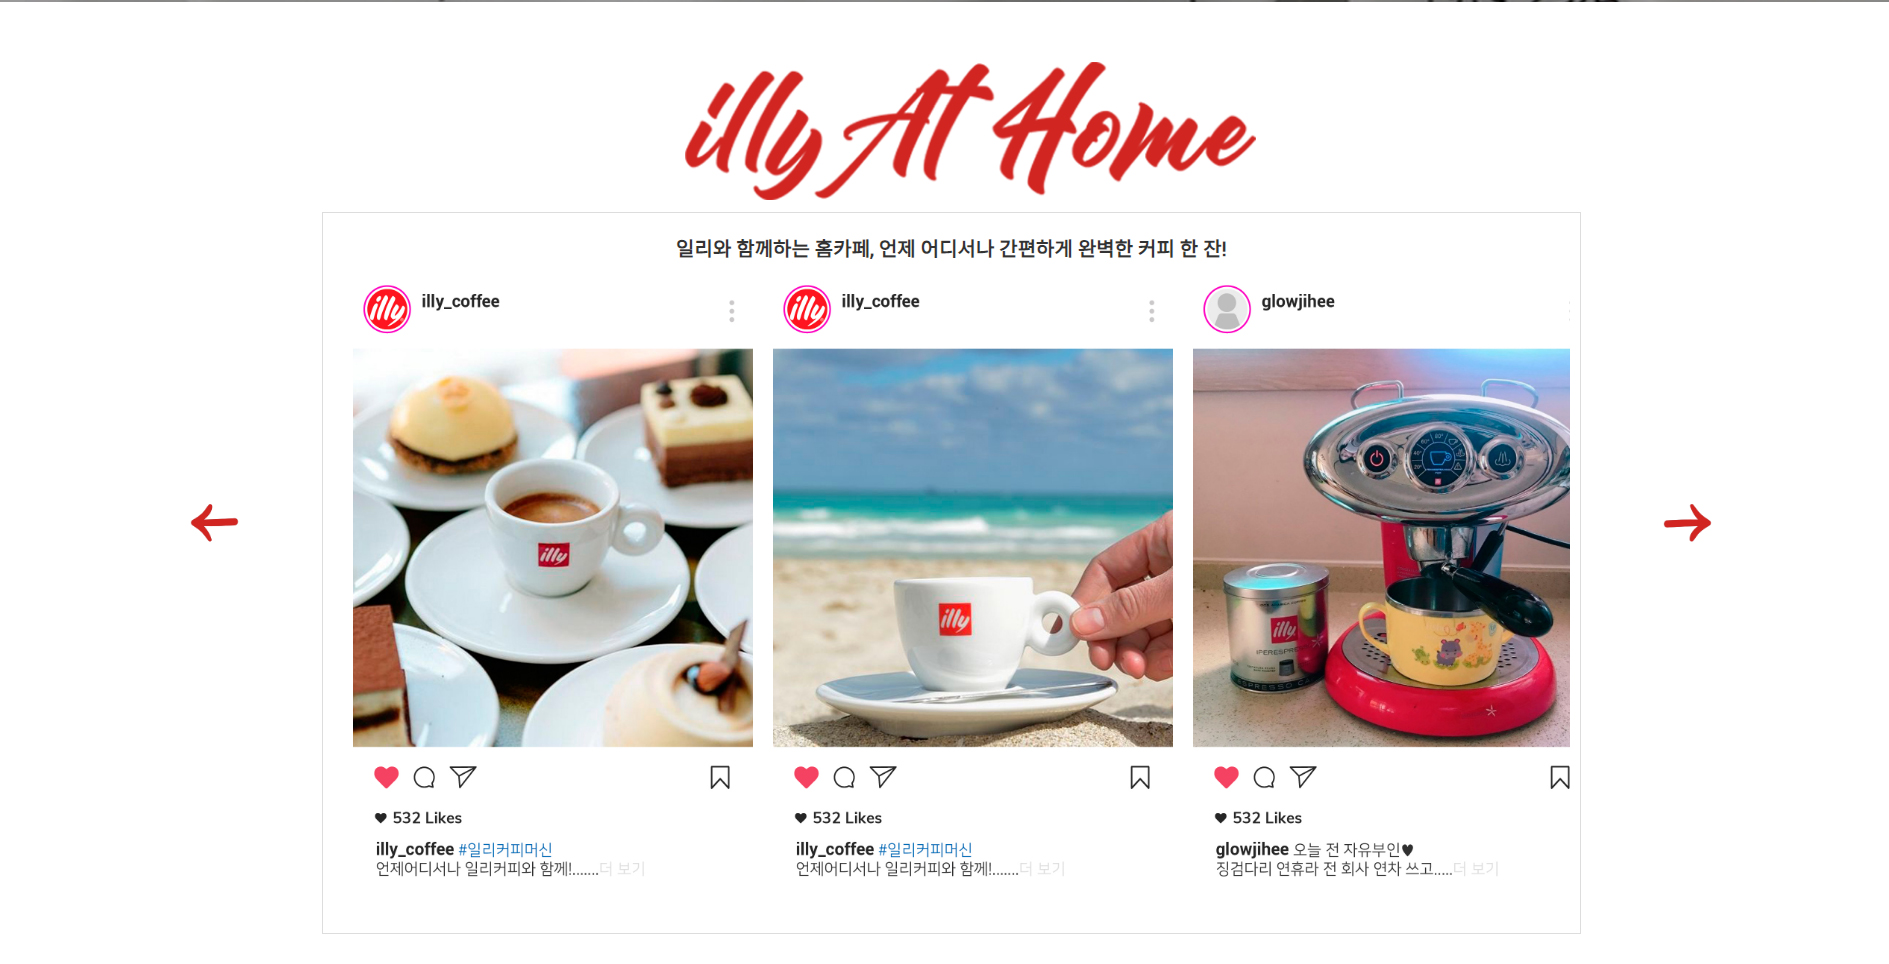 illy At Home
일리와 함께하는 홈카페, 언제 어디서나 간편하게 완벽한 커피 한 잔!
illy
illy_coffee
illy
illy_coffee
glowjihee
illy
illy
illy
IPERESPRE
ESPRESSO
532 Likes
532 Likes
532 Likes
illy_coffee #일리커피머신
언제어디서나 일리커피와 함께!.......더 보기
illy_coffee #일리커피머신
언제어디서나 일리커피와 함께!.......더 보기
glowjihee 오늘 전 자유부인♥
징검다리 연휴라 전 회사 연차 쓰고.....더 보기